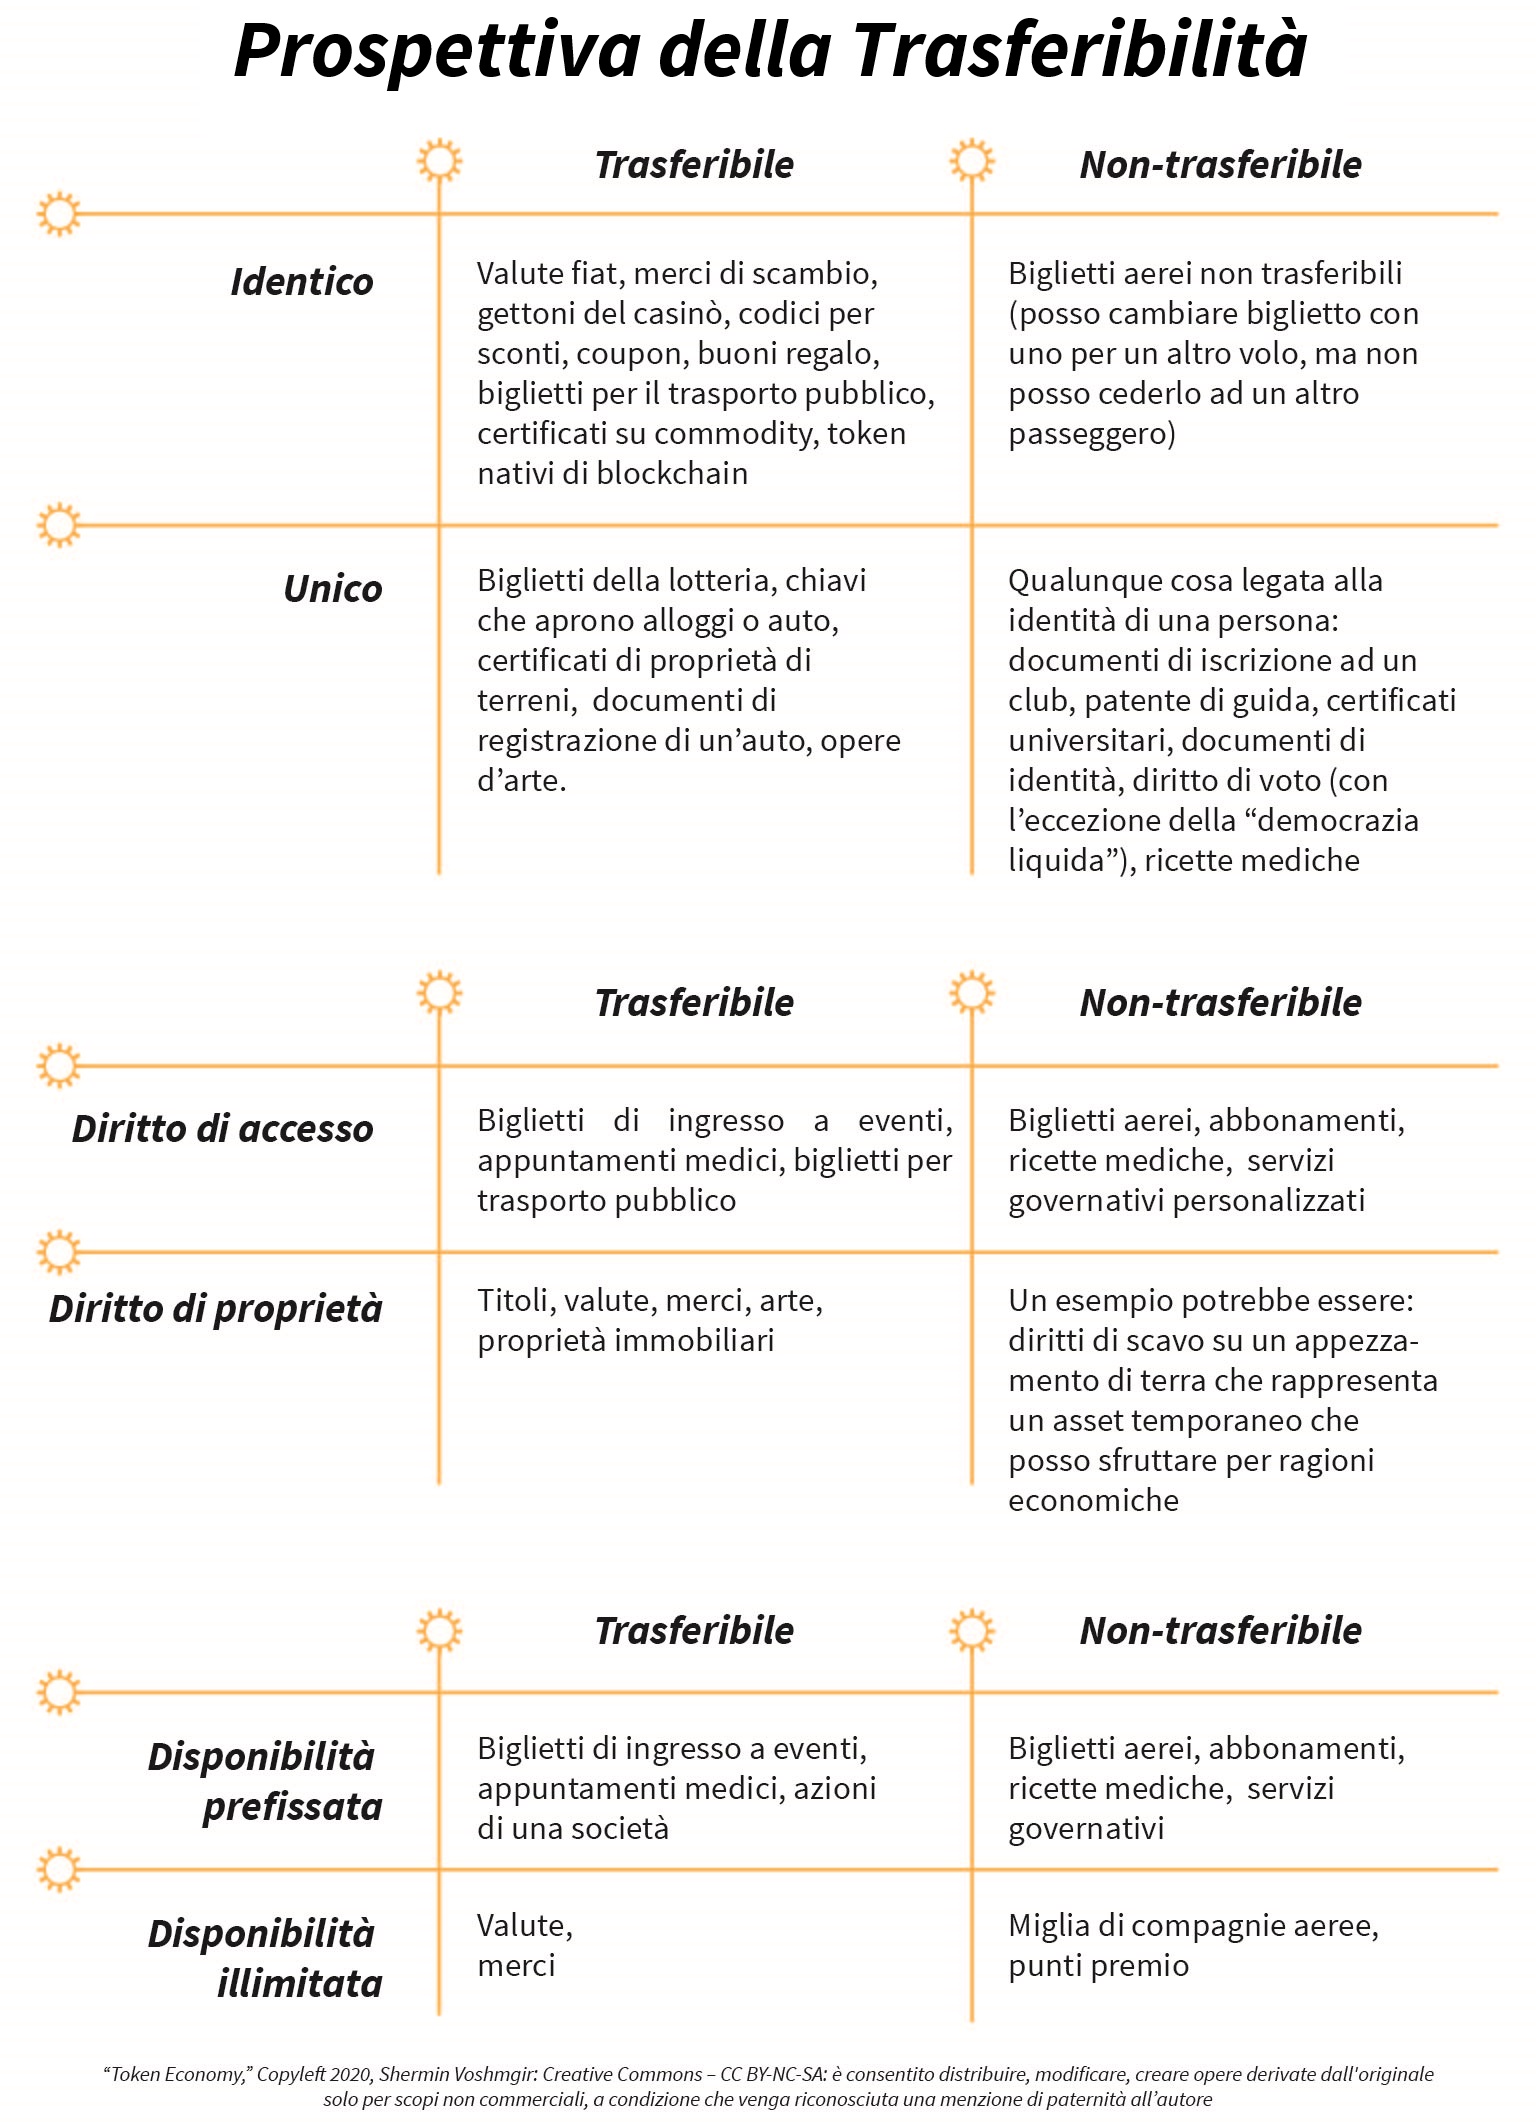 Prospettiva della Trasferibilità
Trasferibile
Non-trasferibile
Identico
Valute fiat, merci di scambio,
gettoni del casinò, codici per
sconti, coupon, buoni regalo,
biglietti per il trasporto pubblico,
certificati su commodity, token
nativi di blockchain
Biglietti aerei non trasferibili
(posso cambiare biglietto con
uno per un altro volo, ma non
posso cederlo ad un altro
passeggero)
Unico
Biglietti della lotteria, chiavi
che aprono alloggi o auto,
certificati di proprietà di
terreni, documenti di
registrazione di un’auto, opere
d’arte.
Qualunque cosa legata alla
identità di una persona:
documenti di iscrizione ad un
club, patente di guida, certificati
universitari, documenti di
identità, diritto di voto (con
l’eccezione della “democrazia
liquida”), ricette mediche
Trasferibile
Non-trasferibile
Diritto di accesso
Biglietti di ingresso a eventi,
appuntamenti medici, biglietti per
trasporto pubblico
Biglietti aerei, abbonamenti,
ricette mediche, servizi
governativi personalizzati
Diritto di proprietà
Titoli, valute, merci, arte,
proprietà immobiliari
Un esempio potrebbe essere:
diritti di scavo su un appezza-
mento di terra che rappresenta
un asset temporaneo che
posso sfruttare per ragioni
economiche
Trasferibile
Non-trasferibile
Disponibilità
prefissata
Biglietti di ingresso a eventi,
appuntamenti medici, azioni
di una società
Biglietti aerei, abbonamenti,
ricette mediche, servizi
governativi
Disponibilità
illimitata
Valute,
merci
Miglia di compagnie aeree,
punti premio
“Token Economy,” Copyleft 2020, Shermin Voshmgir: Creative Commons – CC BY-NC-SA: è consentito distribuire, modificare, creare opere derivate dall'originale
solo per scopi non commerciali, a condizione che venga riconosciuta una menzione di paternità all’autore